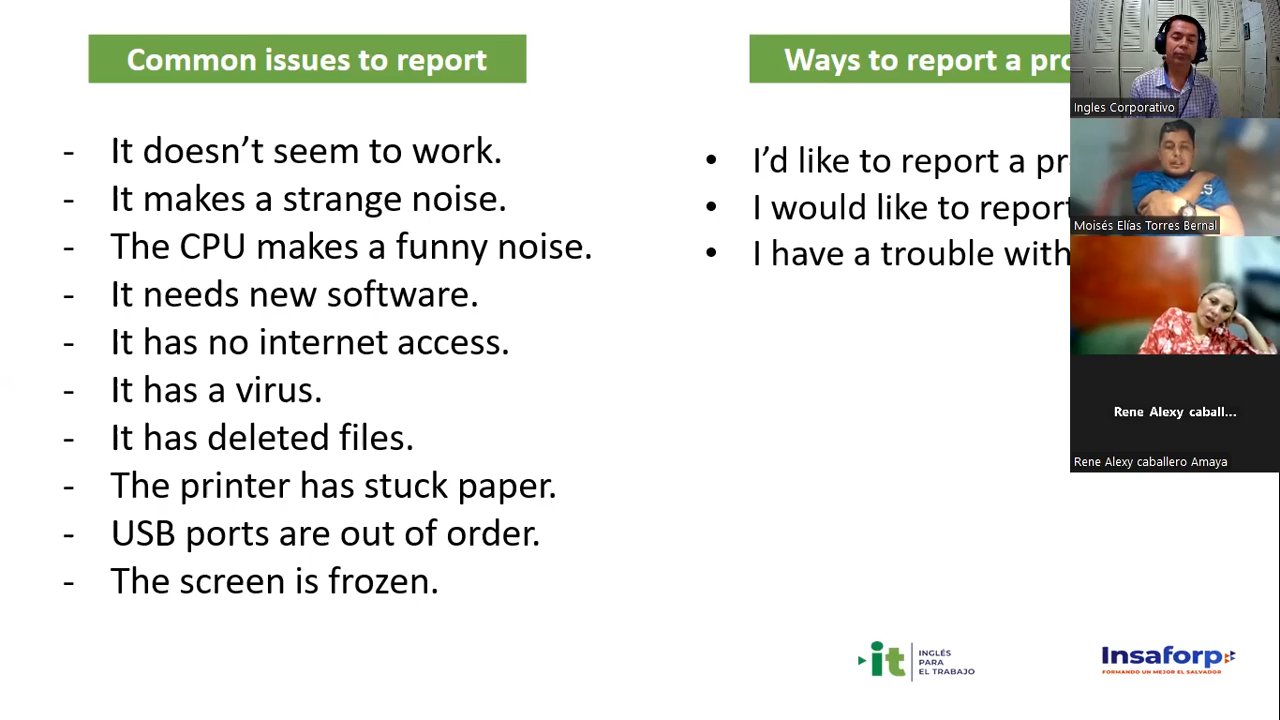 Common issues to report
- It doesn’t seem to work.
- It makes a strange noise.
- The CPU makes a funny noise.
- It needs new software.
- It has no internet access.
- It has a virus.
- It has deleted files.
- The printer has stuck paper.
- USB ports are out of order.
- The screen is frozen.
Ways to report a pro
• I’d like to report a pr
• I would like to report
• I have a trouble with
Ingles Corporativo
Moisés Elías Torres Bernal
Rene Alexy caball...
Rene Alexy caballero Amaya
it
INGLÉS
PARA
EL TRABAJO
Insaforp
FORMANDO UN MEJOR EL SALVADOR